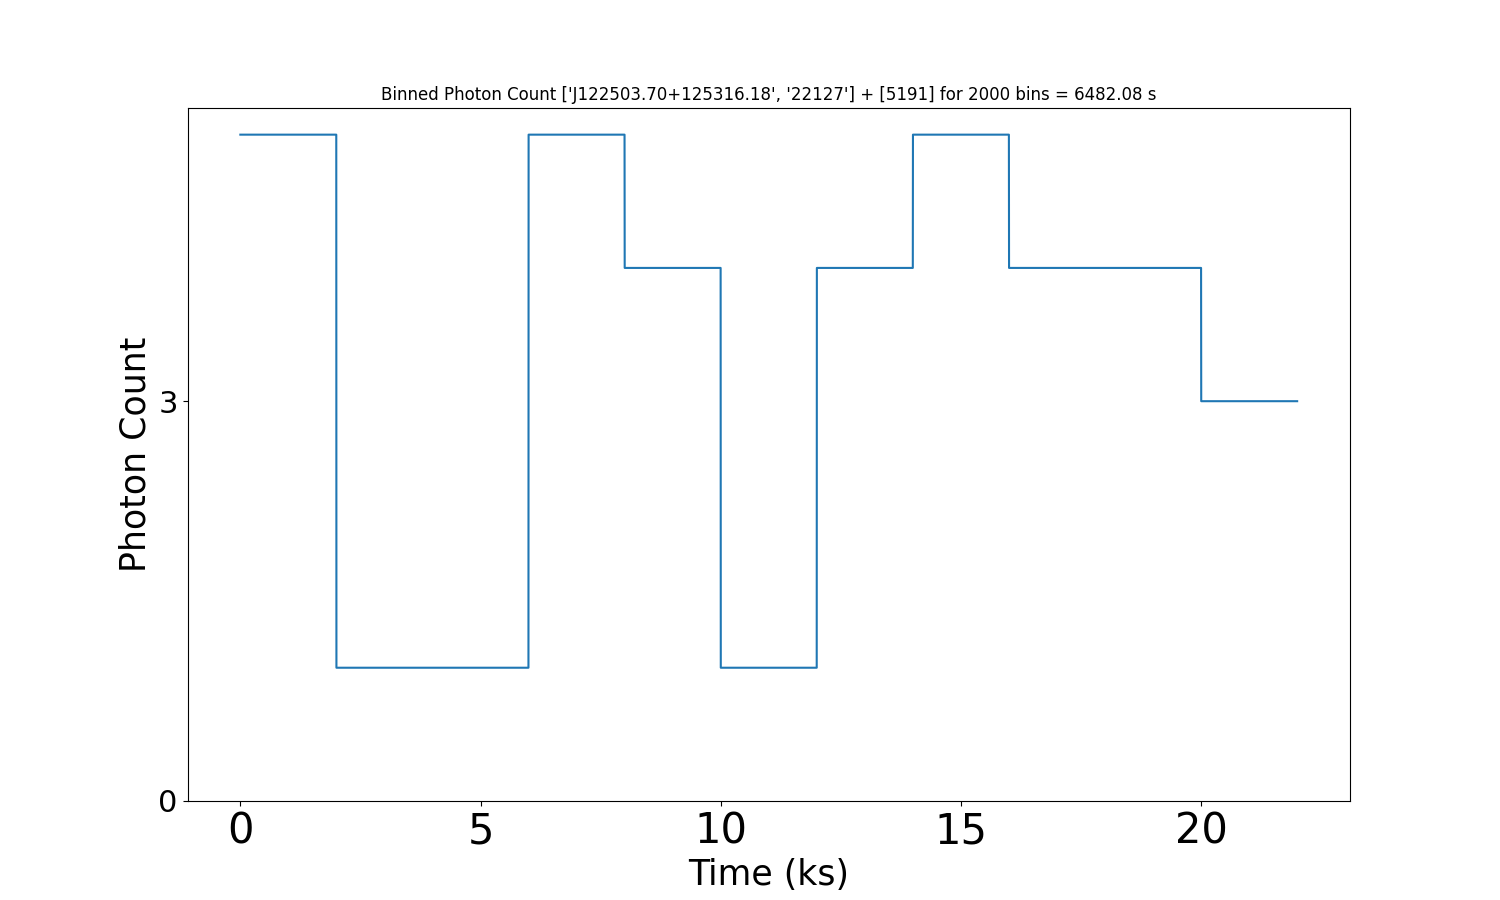 Binned Photon Count ['J122503.70+125316.18', '22127'] + [5191] for 2000 bins = 6482.08 s
Photon Count
3
0
0 5 10 15 20
Time (ks)